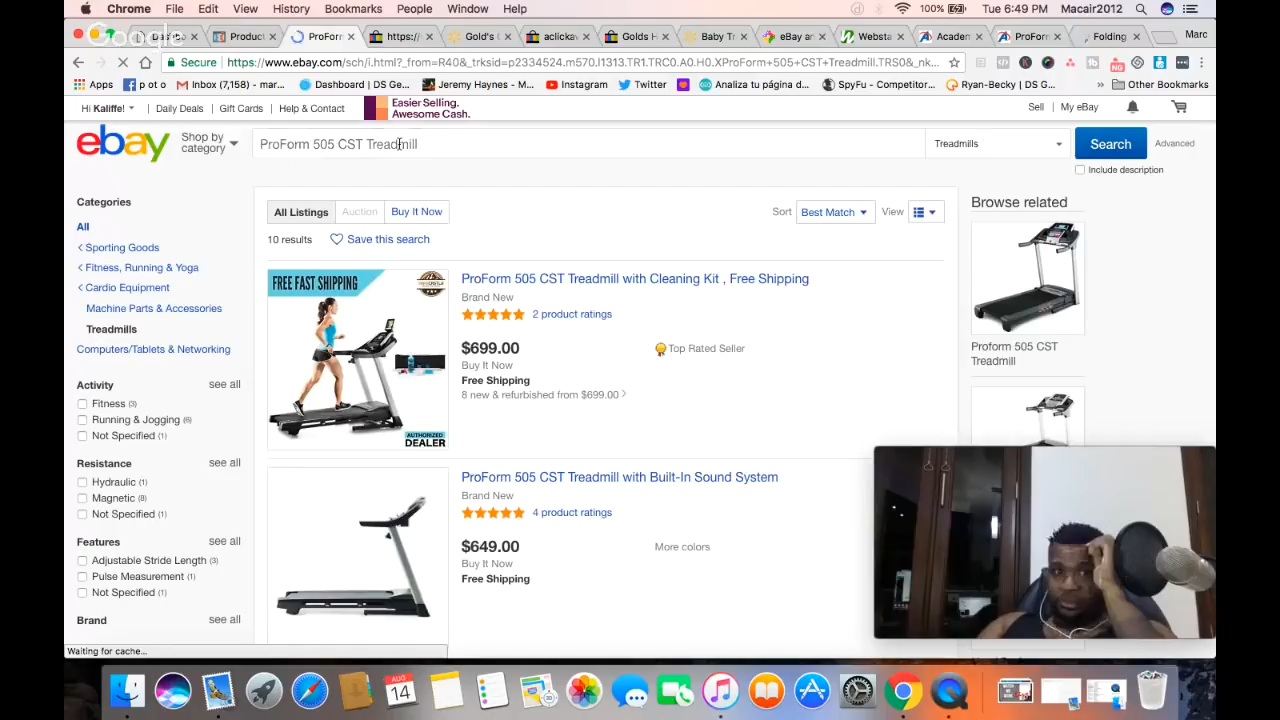 Chrome File Edit View History Bookmarks People Window Help 100% Tue 6:49 PM Macair2012
Google
Product ProForm https:/ Gold's G aclickav Golds ebay an Websta Academ ProForm Folding Marc
Secure https://www.ebay.com/sch/i.html?_from=R40&_trksid=p2334524.m570.l1313.TR1.TRC0.A0.H0.XProForm+505+CST+Treadmill.TRS0&_nk...
Apps p ot o Inbox (7,158) - mar... Dashboard | DS Ge... Jeremy Haynes - M... Instagram Twitter Analiza tu página d... SpyFu - Competitor... Ryan-Becky | DS G... Other Bookmarks
Hi Kaliffe! Daily Deals Gift Cards Help & Contact Easier Selling. Awesome Cash. Sell My eBay
ebay Shop by category ProForm 505 CST Treadmill Treadmills Search Advanced
Include description
Categories
All
Sporting Goods
Fitness, Running & Yoga
Cardio Equipment
Machine Parts & Accessories
Treadmills
Computers/Tablets & Networking
Activity see all
Fitness (3)
Running & Jogging (6)
Not Specified (1)
Resistance see all
Hydraulic (1)
Magnetic (8)
Not Specified (1)
Features see all
Adjustable Stride Length (3)
Pulse Measurement (1)
Not Specified (1)
Brand see all
Waiting for cache...
All Listings Auction Buy It Now Sort Best Match View
10 results Save this search
FREE FAST SHIPPING
AUTHORIZED
DEALER
ProForm 505 CST Treadmill with Cleaning Kit , Free Shipping
Brand New
2 product ratings
$699.00 Top Rated Seller
Buy It Now
Free Shipping
8 new & refurbished from $699.00
ProForm 505 CST Treadmill with Built-In Sound System
Brand New
4 product ratings
$649.00 More colors
Buy It Now
Free Shipping
Browse related
Proform 505 CST
Treadmill
AUG
14